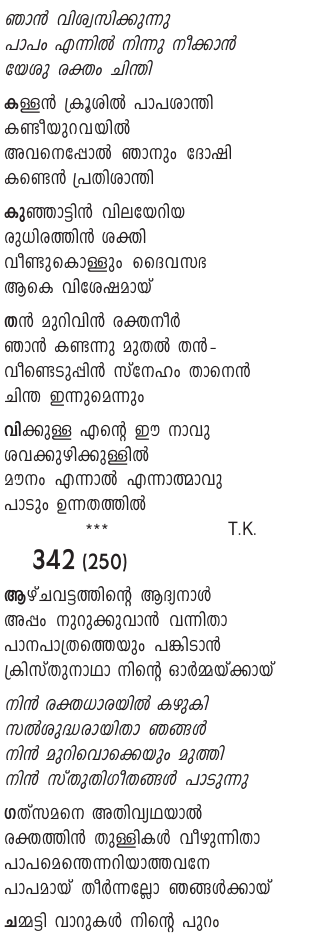 ഞാൻ വിശ്വസിക്കുന്നു
പാപം എന്നിൽ നിന്നു നീക്കാൻ
യേശു രക്തം ചിന്തി
കള്ളൻ ക്രൂശിൽ പാപശാന്തി
കണ്ടീയുറവയിൽ
അവനെപ്പോൽ ഞാനും ദോഷി
കണ്ടെൻ പ്രതിശാന്തി
കുഞ്ഞാട്ടിൻ വിലയേറിയ
രുധിരത്തിൻ ശക്തി
വീണ്ടുകൊള്ളും ദൈവസഭ
ആകെ വിശേഷമായ്
തൻ മുറിവിൻ രക്തനീർ
ഞാൻ കണ്ടന്നു മുതൽ തൻ-
വീണ്ടെടുപ്പിൻ സ്നേഹം താനെൻ
ചിന്ത ഇന്നുമെന്നും
വിക്കുള്ള എന്റെ ഈ നാവു
ശവക്കുഴിക്കുള്ളിൽ
മൗനം എന്നാൽ എന്നാത്മാവു
പാടും ഉന്നതത്തിൽ
*** T.K.
342 (250)
ആഴ്ചവട്ടത്തിന്റെ ആദ്യനാൾ
അപ്പം നുറുക്കുവാൻ വന്നിതാ
പാനപാത്രത്തെയും പങ്കിടാൻ
ക്രിസ്തുനാഥാ നിന്റെ ഓർമ്മയ്ക്കായ്
നിൻ രക്തധാരയിൽ കഴുകി
സൽശുദ്ധരായിതാ ഞങ്ങൾ
നിൻ മുറിവൊക്കെയും മുത്തി
നിൻ സ്തുതിഗീതങ്ങൾ പാടുന്നു
ഗത്സമനെ അതിവ്യഥയാൽ
രക്തത്തിൻ തുള്ളികൾ വീഴുന്നിതാ
പാപമെന്തെന്നറിയാത്തവനേ
പാപമായ് തീർന്നല്ലോ ഞങ്ങൾക്കായ്
ചമ്മട്ടി വാറുകൾ നിന്റെ പുറം